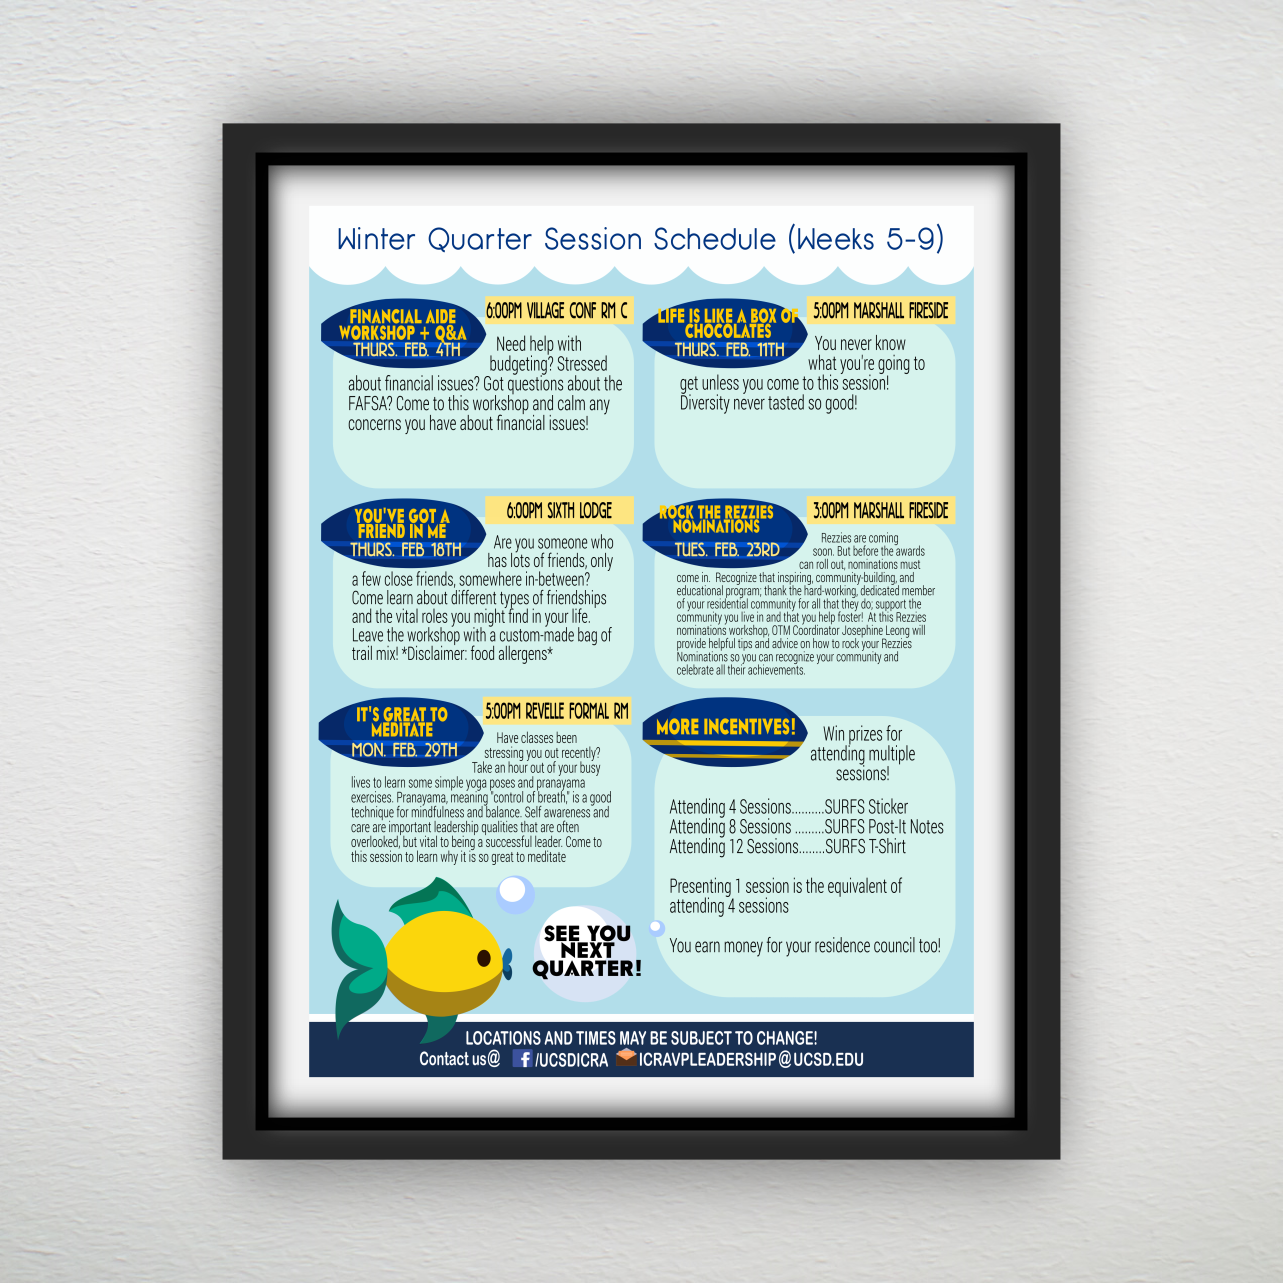 Winter Quarter Session Schedule (Weeks 5-9)
FINANCIAL AIDE
WORKSHOP + Q&A
THURS. FEB. 4TH
6:00PM VILLAGE CONF RM C
Need help with
budgeting? Stressed
about financial issues? Got questions about the
FAFSA? Come to this workshop and calm any
concerns you have about financial issues!
LIFE IS LIKE A BOX OF
CHOCOLATES
THURS. FEB. 11TH
5:00PM MARSHALL FIRESIDE
You never know
what you're going to
get unless you come to this session!
Diversity never tasted so good!
YOU'VE GOT A
FRIEND IN ME
THURS. FEB 18TH
6:00PM SIXTH LODGE
Are you someone who
has lots of friends, only
a few close friends, somewhere in-between?
Come learn about different types of friendships
and the vital roles you might find in your life.
Leave the workshop with a custom-made bag of
trail mix! *Disclaimer: food allergens*
ROCK THE REZZIES
NOMINATIONS
TUES. FEB. 23RD
3:00PM MARSHALL FIRESIDE
Rezzies are coming
soon. But before the awards
can roll out, nominations must
come in. Recognize that inspiring, community-building, and
educational program; thank the hard-working, dedicated member
of your residential community for all that they do; support the
community you live in and that you help foster! At this Rezzies
nominations workshop, OTM Coordinator Josephine Leong will
provide helpful tips and advice on how to rock your Rezzies
Nominations so you can recognize your community and
celebrate all their achievements.
IT'S GREAT TO
MEDITATE
MON. FEB. 29TH
5:00PM REVELLE FORMAL RM
Have classes been
stressing you out recently?
Take an hour out of your busy
lives to learn some simple yoga poses and pranayama
exercises. Pranayama, meaning "control of breath," is a good
technique for mindfulness and balance. Self awareness and
care are important leadership qualities that are often
overlooked, but vital to being a successful leader. Come to
this session to learn why it is so great to meditate
MORE INCENTIVES!
Win prizes for
attending multiple
sessions!
Attending 4 Sessions..........SURFS Sticker
Attending 8 Sessions .........SURFS Post-It Notes
Attending 12 Sessions........SURFS T-Shirt
Presenting 1 session is the equivalent of
attending 4 sessions
You earn money for your residence council too!
SEE YOU
NEXT
QUARTER!
LOCATIONS AND TIMES MAY BE SUBJECT TO CHANGE!
Contact us@ f /UCSDICRA ICRAVPLEADERSHIP@UCSD.EDU